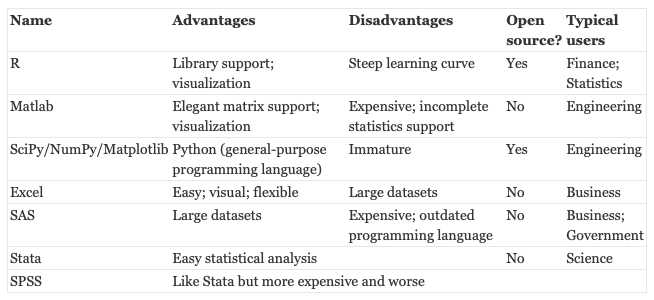 Name Advantages Disadvantages Open Typical
source? users
R Library support; Steep learning curve Yes Finance;
visualization Statistics
Matlab Elegant matrix support; Expensive; incomplete No Engineering
visualization statistics support
SciPy/NumPy/Matplotlib Python (general-purpose Immature Yes Engineering
programming language)
Excel Easy; visual; flexible Large datasets No Business
SAS Large datasets Expensive; outdated No Business;
programming language Government
Stata Easy statistical analysis No Science
SPSS Like Stata but more expensive and worse